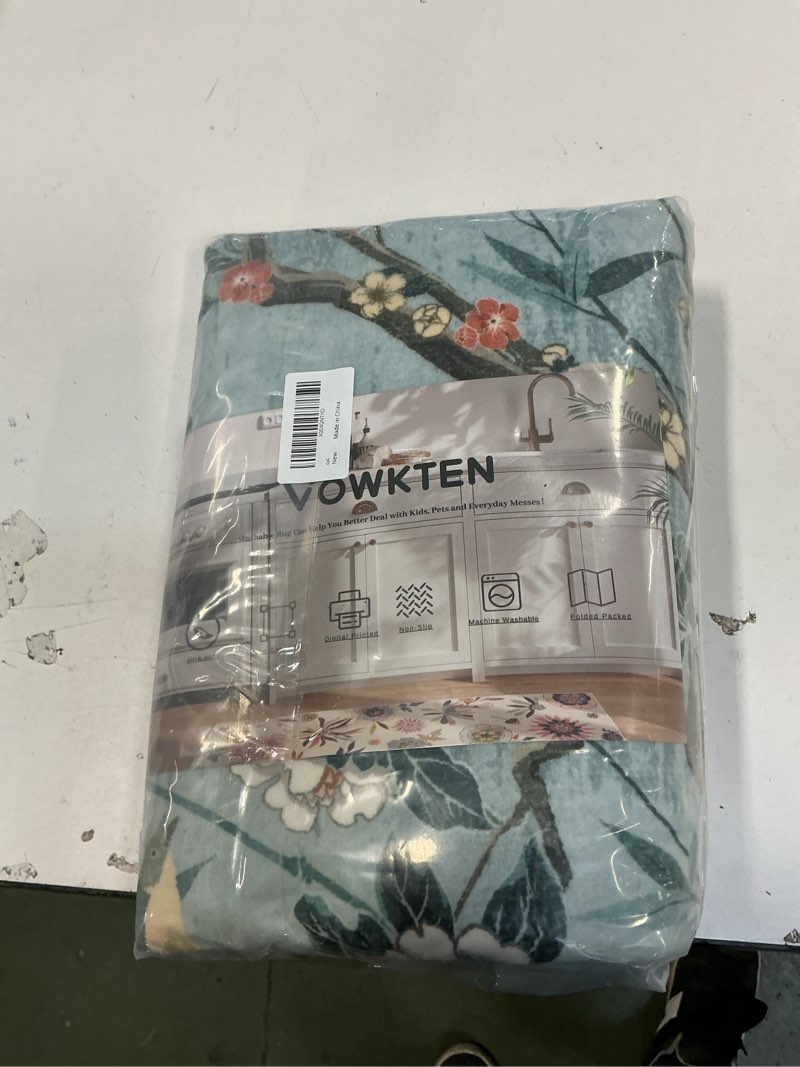 New
Made in China
VOWKTEN
Washable Rug Can Help You Better Deal with Kids, Pets and Everyday Messes!
Digital Printed
Non-Slip
Machine Washable
Folded Packed